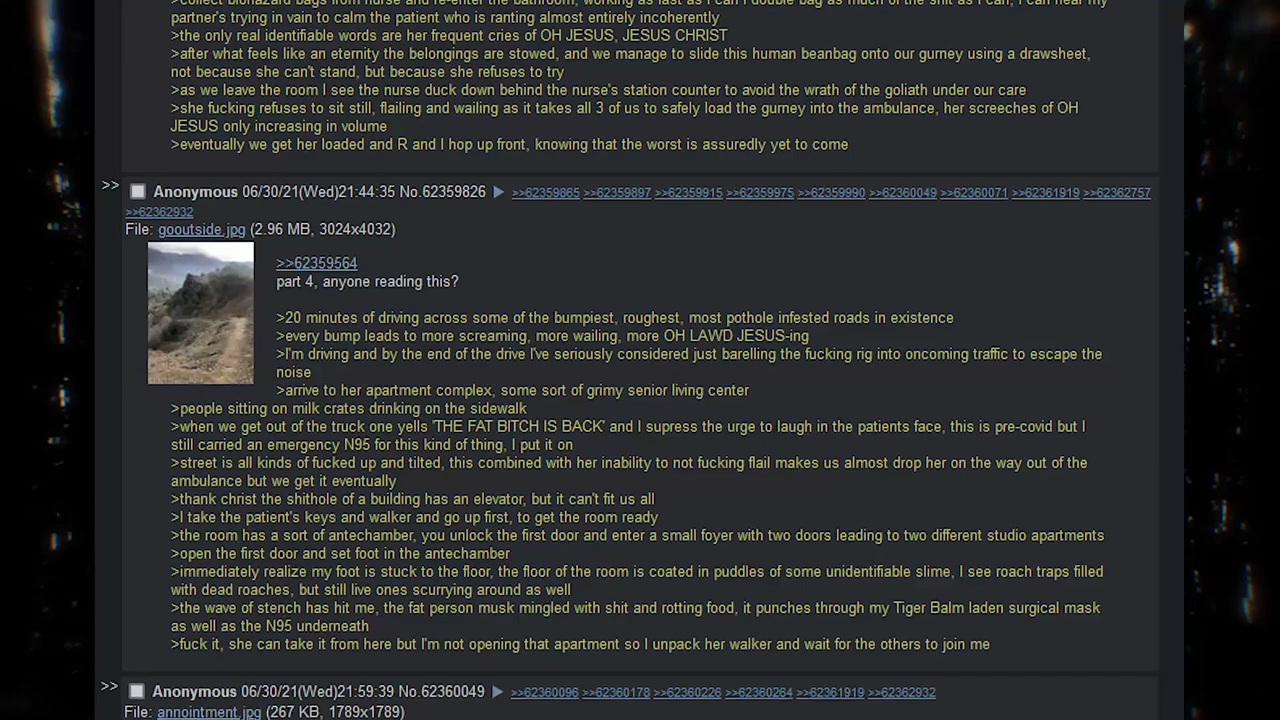 >collect biohazard bags from nurse and re-enter the bathroom, working as fast as I can I double bag as much of the shit as I can, I can hear my
partner's trying in vain to calm the patient who is ranting almost entirely incoherently
>the only real identifiable words are her frequent cries of OH JESUS, JESUS CHRIST
>after what feels like an eternity the belongings are stowed, and we manage to slide this human beanbag onto our gurney using a drawsheet,
not because she can't stand, but because she refuses to try
>as we leave the room I see the nurse duck down behind the nurse's station counter to avoid the wrath of the goliath under our care
>she fucking refuses to sit still, flailing and wailing as it takes all 3 of us to safely load the gurney into the ambulance, her screeches of OH
JESUS only increasing in volume
>eventually we get her loaded and R and I hop up front, knowing that the worst is assuredly yet to come
>> Anonymous 06/30/21(Wed)21:44:35 No.62359826 ▶ >>62359865 >>62359897 >>62359915 >>62359975 >>62359990 >>62360049 >>62360071 >>62361919 >>62362757
>>62362932
File: gooutside.jpg (2.96 MB, 3024x4032)
>>62359564
part 4, anyone reading this?
>20 minutes of driving across some of the bumpiest, roughest, most pothole infested roads in existence
>every bump leads to more screaming, more wailing, more OH LAWD JESUS-ing
>I'm driving and by the end of the drive I've seriously considered just barelling the fucking rig into oncoming traffic to escape the
noise
>arrive to her apartment complex, some sort of grimy senior living center
>people sitting on milk crates drinking on the sidewalk
>when we get out of the truck one yells 'THE FAT BITCH IS BACK' and I supress the urge to laugh in the patients face, this is pre-covid but I
still carried an emergency N95 for this kind of thing, I put it on
>street is all kinds of fucked up and tilted, this combined with her inability to not fucking flail makes us almost drop her on the way out of the
ambulance but we get it eventually
>thank christ the shithole of a building has an elevator, but it can't fit us all
>I take the patient's keys and walker and go up first, to get the room ready
>the room has a sort of antechamber, you unlock the first door and enter a small foyer with two doors leading to two different studio apartments
>open the first door and set foot in the antechamber
>immediately realize my foot is stuck to the floor, the floor of the room is coated in puddles of some unidentifiable slime, I see roach traps filled
with dead roaches, but still live ones scurrying around as well
>the wave of stench has hit me, the fat person musk mingled with shit and rotting food, it punches through my Tiger Balm laden surgical mask
as well as the N95 underneath
>fuck it, she can take it from here but I'm not opening that apartment so I unpack her walker and wait for the others to join me
>> Anonymous 06/30/21(Wed)21:59:39 No.62360049 ▶ >>62360096 >>62360178 >>62360226 >>62360264 >>62361919 >>62362932
File: annointment.jpg (267 KB, 1789x1789)